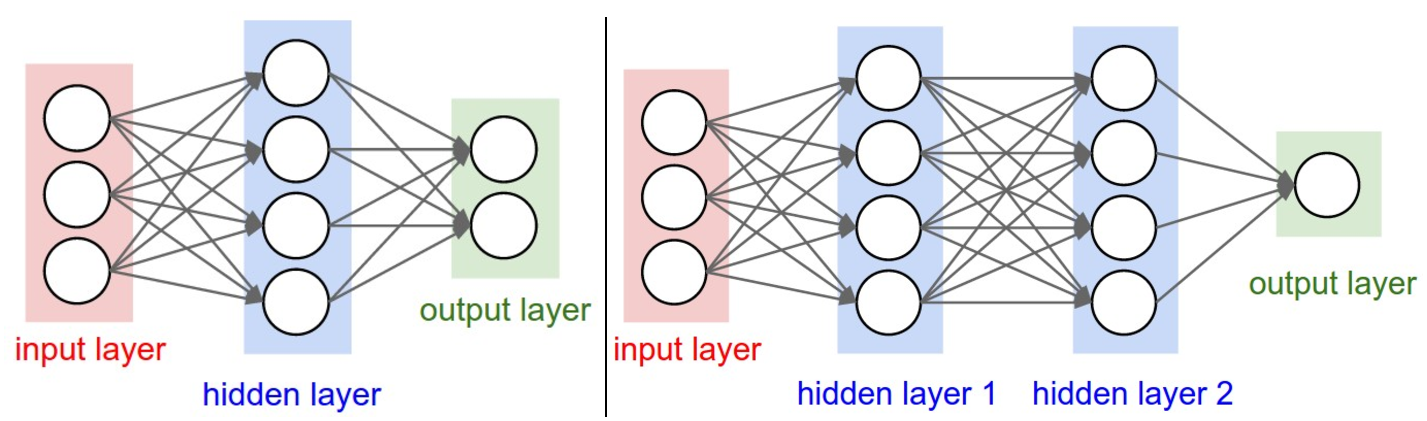 input layer
hidden layer
output layer
input layer
hidden layer 1
hidden layer 2
output layer